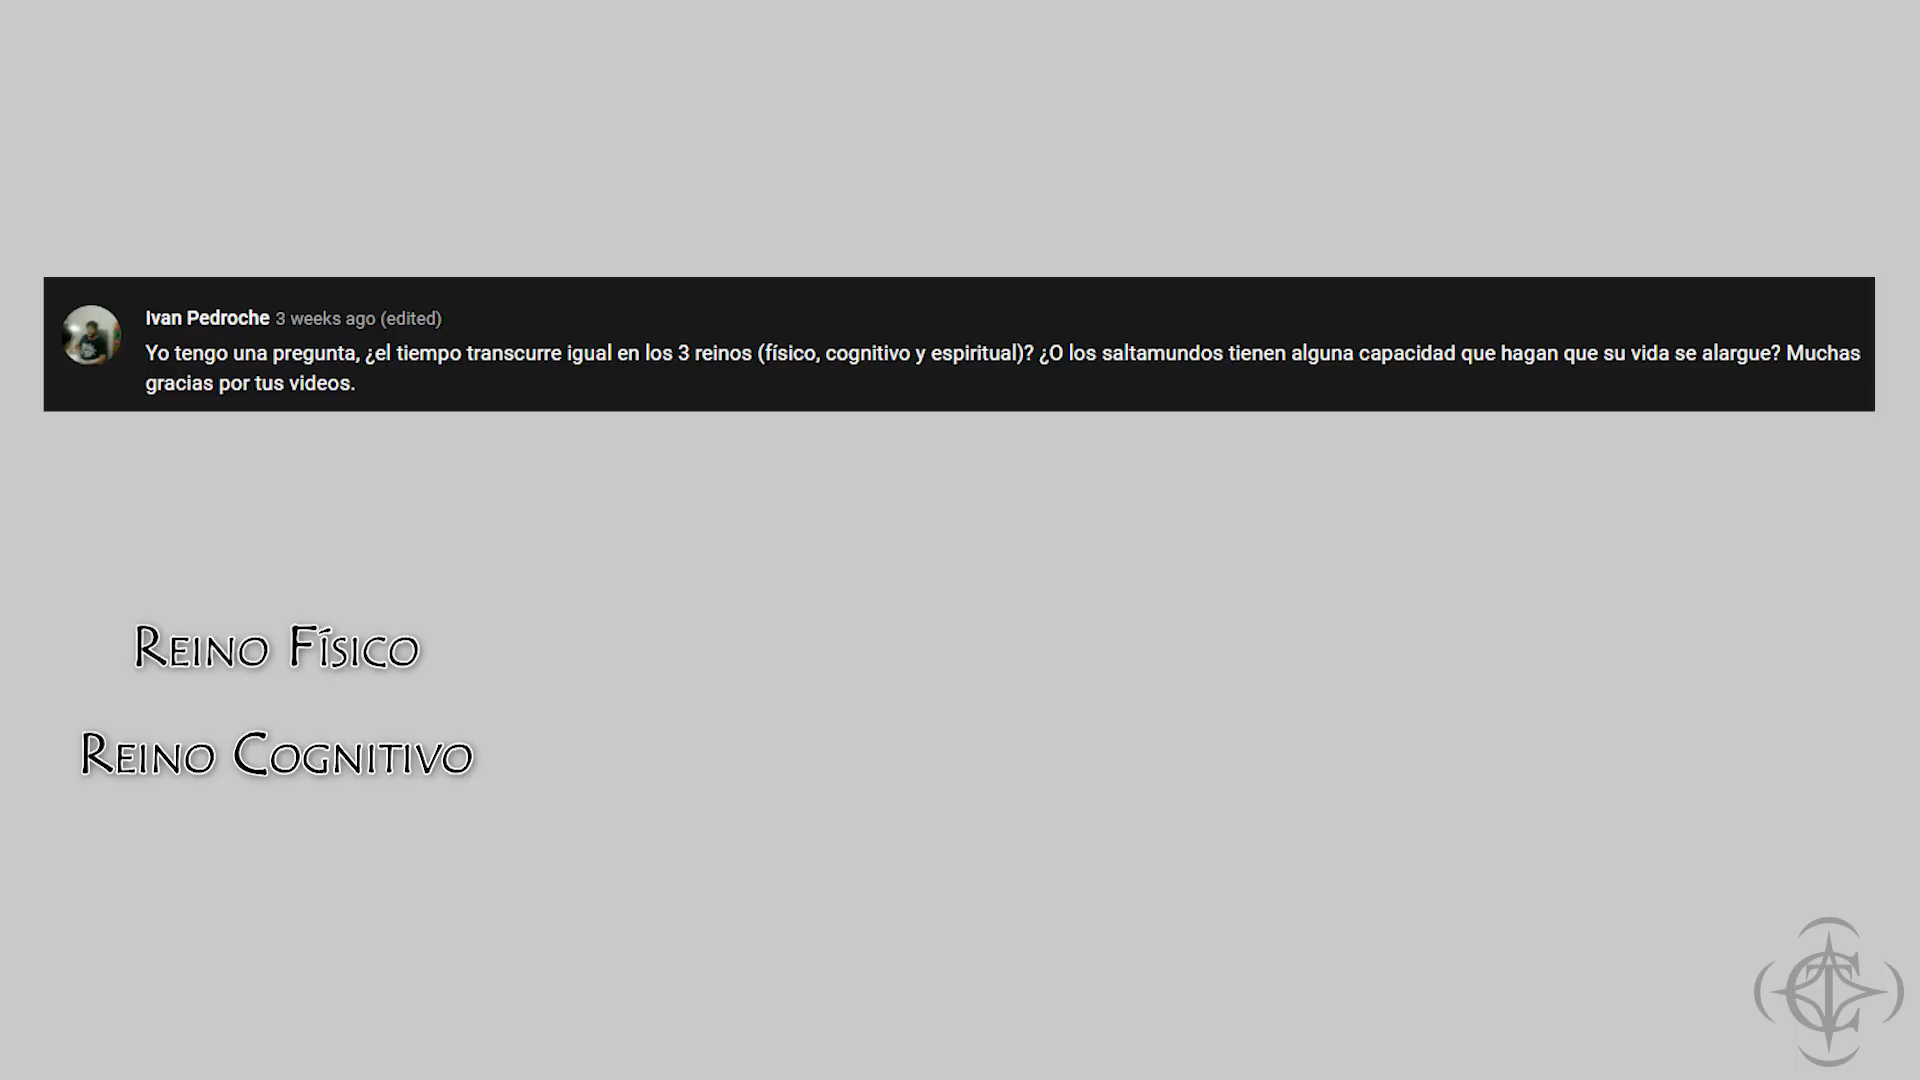 Ivan Pedroche 3 weeks ago (edited)
Yo tengo una pregunta, ¿el tiempo transcurre igual en los 3 reinos (físico, cognitivo y espiritual)? ¿O los saltamundos tienen alguna capacidad que hagan que su vida se alargue? Muchas
gracias por tus videos.
Reino Físico
Reino Cognitivo